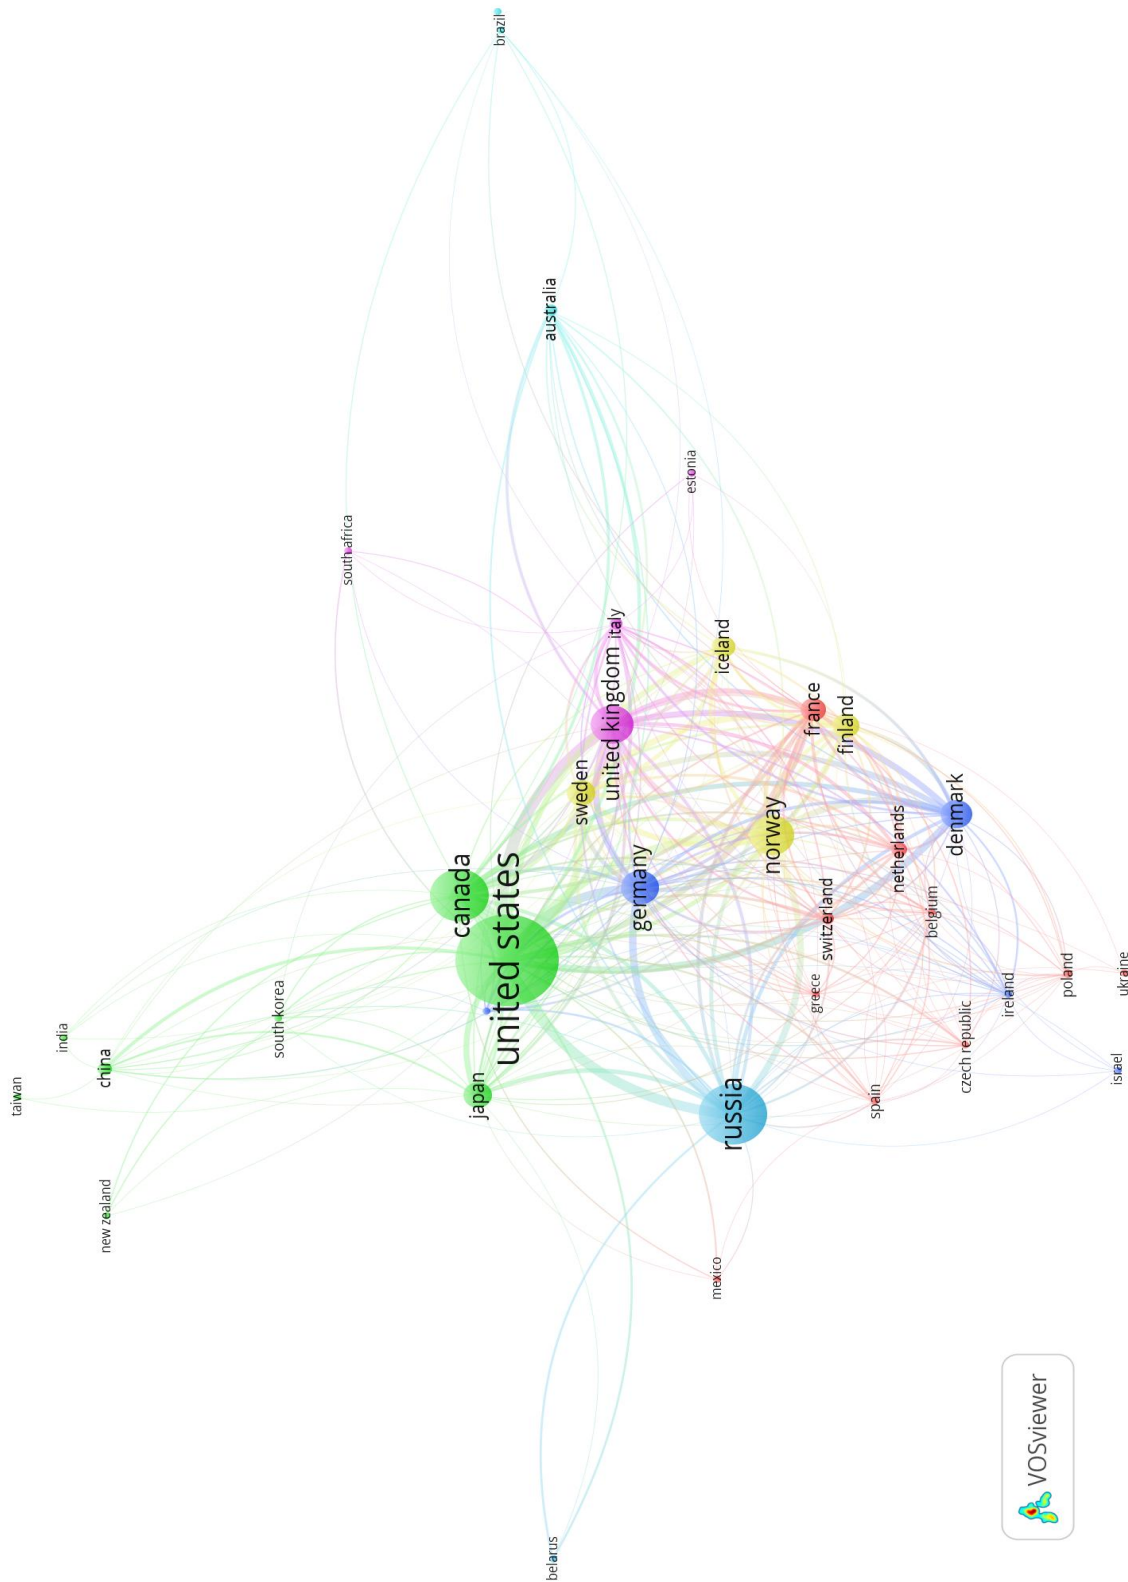 brazil
australia
estonia
south africa
italy
iceland
united kingdom
france
finland
sweden
denmark
norway
netherlands
canada
germany
belgium
switzerland
united states
poland
ukraine
greece
ireland
south korea
india
czech republic
china
israel
taiwan
japan
spain
russia
new zealand
mexico
belarus
VOSviewer